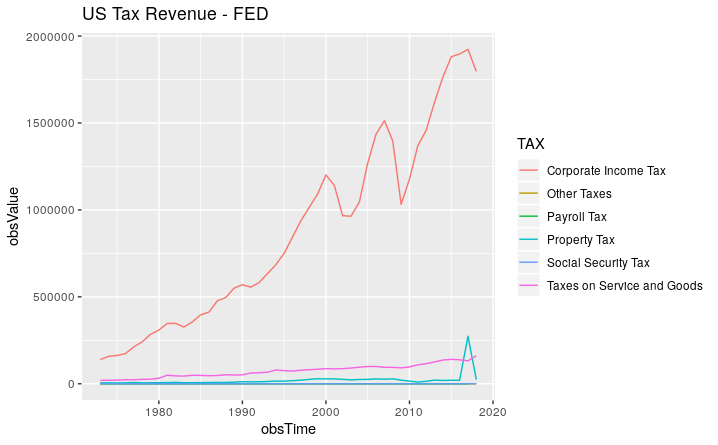 US Tax Revenue - FED
2000000
1500000
1000000
500000
0
obsValue
1980
1990
2000
2010
2020
obsTime
TAX
Corporate Income Tax
Other Taxes
Payroll Tax
Property Tax
Social Security Tax
Taxes on Service and Goods